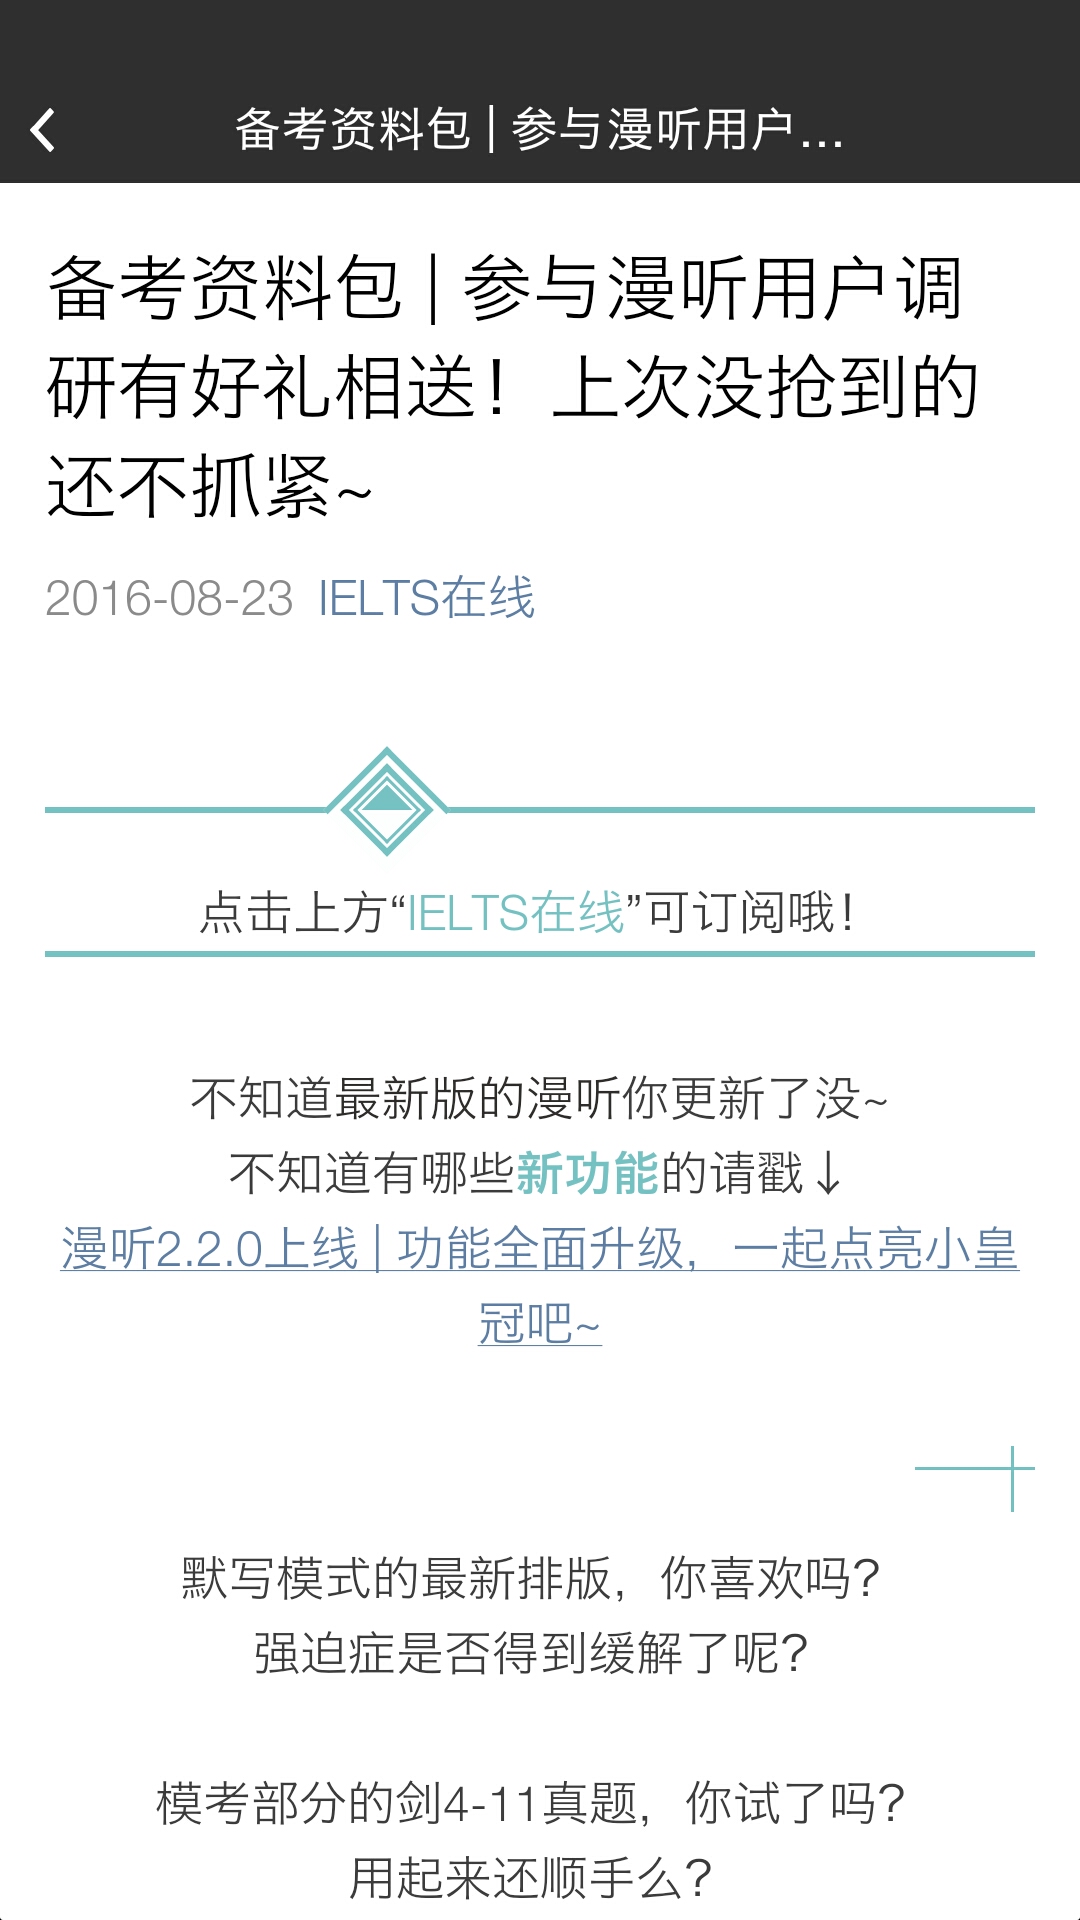 备考资料包 | 参与漫听用户...
备考资料包 | 参与漫听用户调
研有好礼相送！上次没抢到的
还不抓紧~
2016-08-23 IELTS在线
点击上方“IELTS在线”可订阅哦！
不知道最新版的漫听你更新了没~
不知道有哪些新功能的请戳↓
漫听2.2.0上线 | 功能全面升级，一起点亮小皇
冠吧~
默写模式的最新排版，你喜欢吗?
强迫症是否得到缓解了呢?
模考部分的剑4-11真题，你试了吗?
用起来还顺手么?